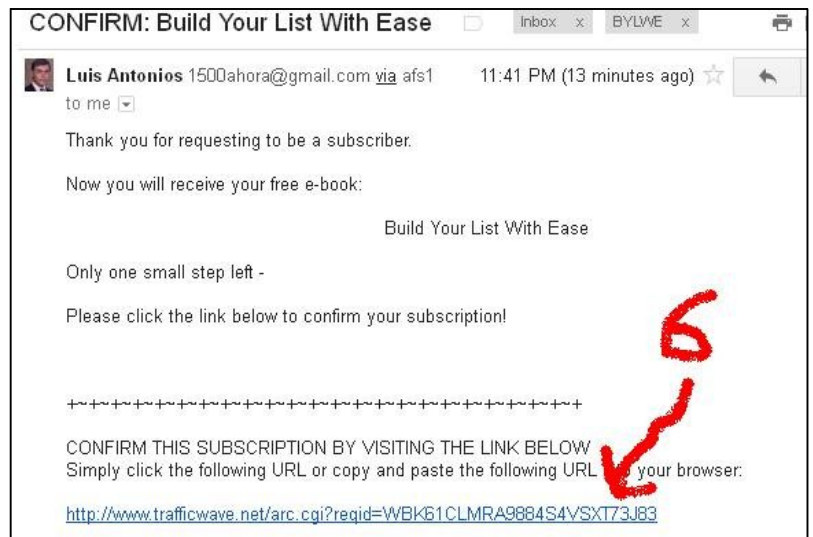 CONFIRM: Build Your List With Ease Inbox x BYLWE x
Luis Antonios 1500ahora@gmail.com via afs1 11:41 PM (13 minutes ago)
to me
Thank you for requesting to be a subscriber.
Now you will receive your free e-book:
Build Your List With Ease
Only one small step left -
Please click the link below to confirm your subscription!
6
+~+~+~+~+~+~+~+~+~+~+~+~+~+~+~+~+~+~+~+~+~+~+~+
CONFIRM THIS SUBSCRIPTION BY VISITING THE LINK BELOW
Simply click the following URL or copy and paste the following URL your browser:
http://www.trafficwave.net/arc.cgi?reqid=WBK61CLMRA9884S4VSXT73J83